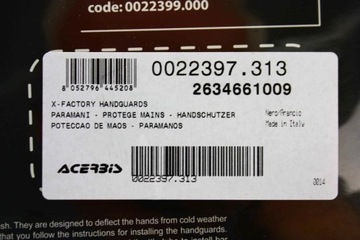 code: 0022399.000
0022397.313
8 052796 445208
2634661009
X-FACTORY HANDGUARDS
PARAMANI - PROTEGE MAINS - HANDSCHUTZER
POTECCAO DE MAOS - PARAMANOS
Nero/Arancio
Made in Italy
ACERBIS
0022397.313
0014
sh. They are designed to deflect the hands from cold weather
that you follow the instructions for installing the handguards.